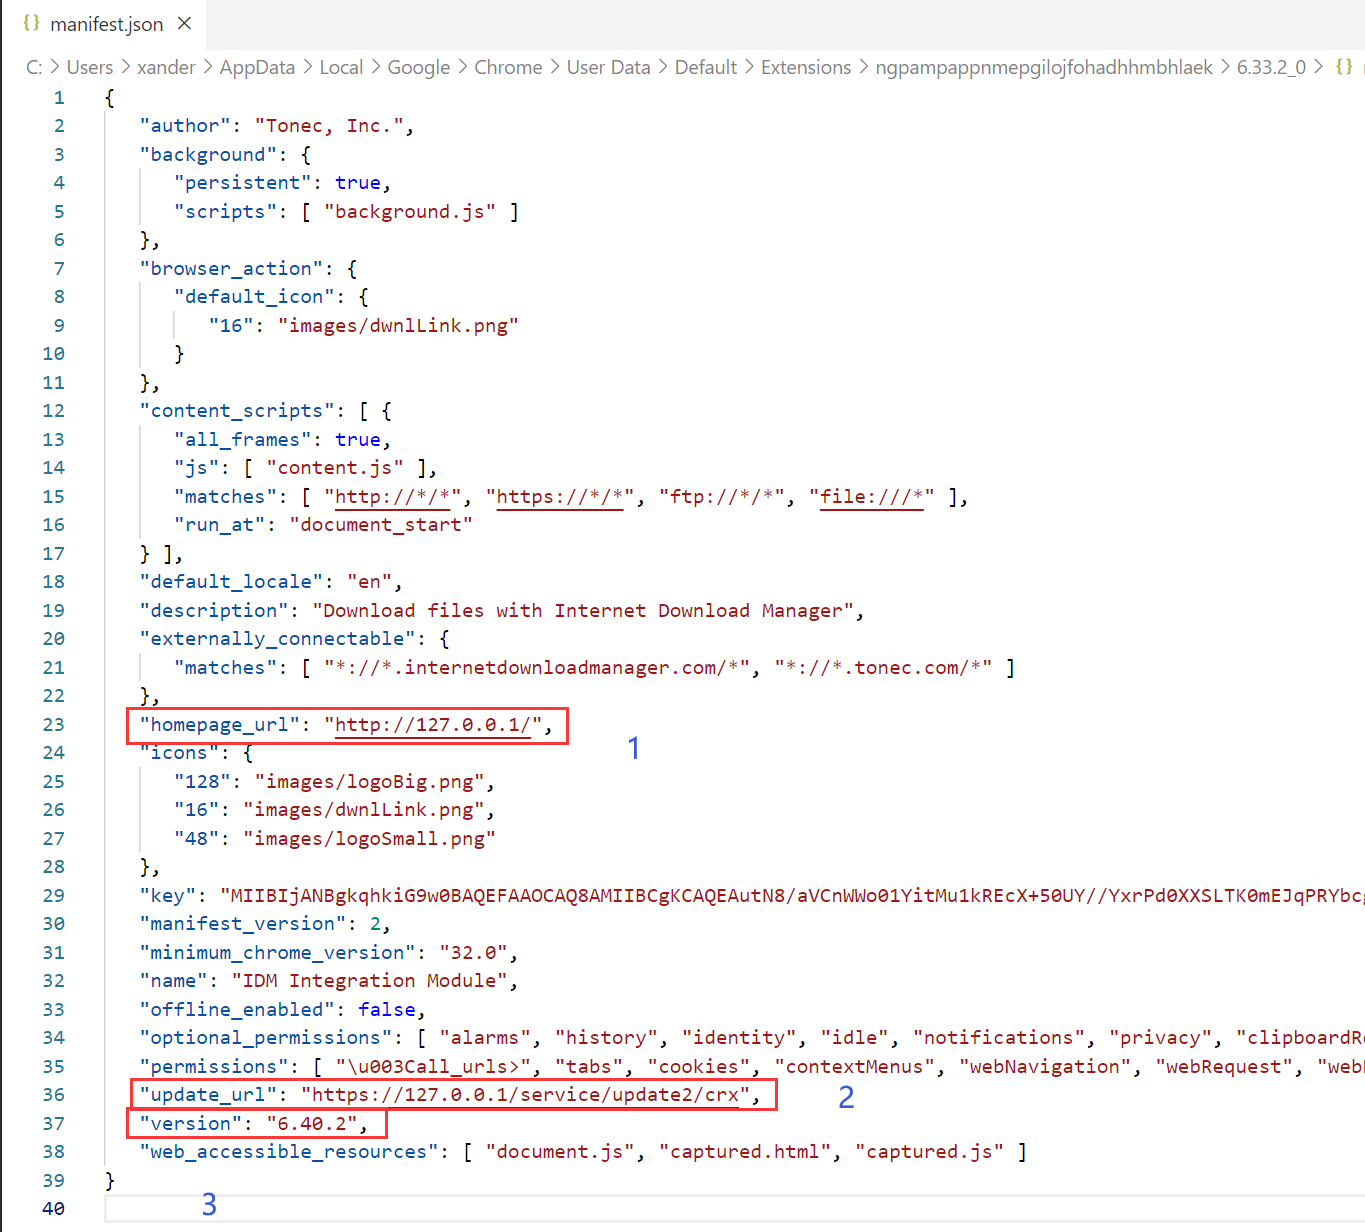 {} manifest.json ×
C: > Users > xander > AppData > Local > Google > Chrome > User Data > Default > Extensions > ngpampappnmepgilojfohadhhmbhlaek > 6.33.2_0 > {}
1 {
2 "author": "Tonec, Inc.",
3 "background": {
4 "persistent": true,
5 "scripts": [ "background.js" ]
6 },
7 "browser_action": {
8 "default_icon": {
9 "16": "images/dwnlLink.png"
10 }
11 },
12 "content_scripts": [ {
13 "all_frames": true,
14 "js": [ "content.js" ],
15 "matches": [ "http://*/*", "https://*/*", "ftp://*/*", "file:///*" ],
16 "run_at": "document_start"
17 } ],
18 "default_locale": "en",
19 "description": "Download files with Internet Download Manager",
20 "externally_connectable": {
21 "matches": [ "*://*.internetdownloadmanager.com/*", "*://*.tonec.com/*" ]
22 },
23 "homepage_url": "http://127.0.0.1/",
1
24 "icons": {
25 "128": "images/logoBig.png",
26 "16": "images/dwnlLink.png",
27 "48": "images/logoSmall.png"
28 },
29 "key": "MIIBIjANBgkqhkiG9w0BAQEFAAOCAQ8AMIIBCgKCAQEAutN8/aVCnWWo01YitMu1kREcX+50UY//YxrPd0XXSLTK0mEJqPRYbcg
30 "manifest_version": 2,
31 "minimum_chrome_version": "32.0",
32 "name": "IDM Integration Module",
33 "offline_enabled": false,
34 "optional_permissions": [ "alarms", "history", "identity", "idle", "notifications", "privacy", "clipboardRe
35 "permissions": [ "\u003Call_urls>", "tabs", "cookies", "contextMenus", "webNavigation", "webRequest", "web
36 "update_url": "https://127.0.0.1/service/update2/crx",
2
37 "version": "6.40.2",
38 "web_accessible_resources": [ "document.js", "captured.html", "captured.js" ]
39 }
40
3